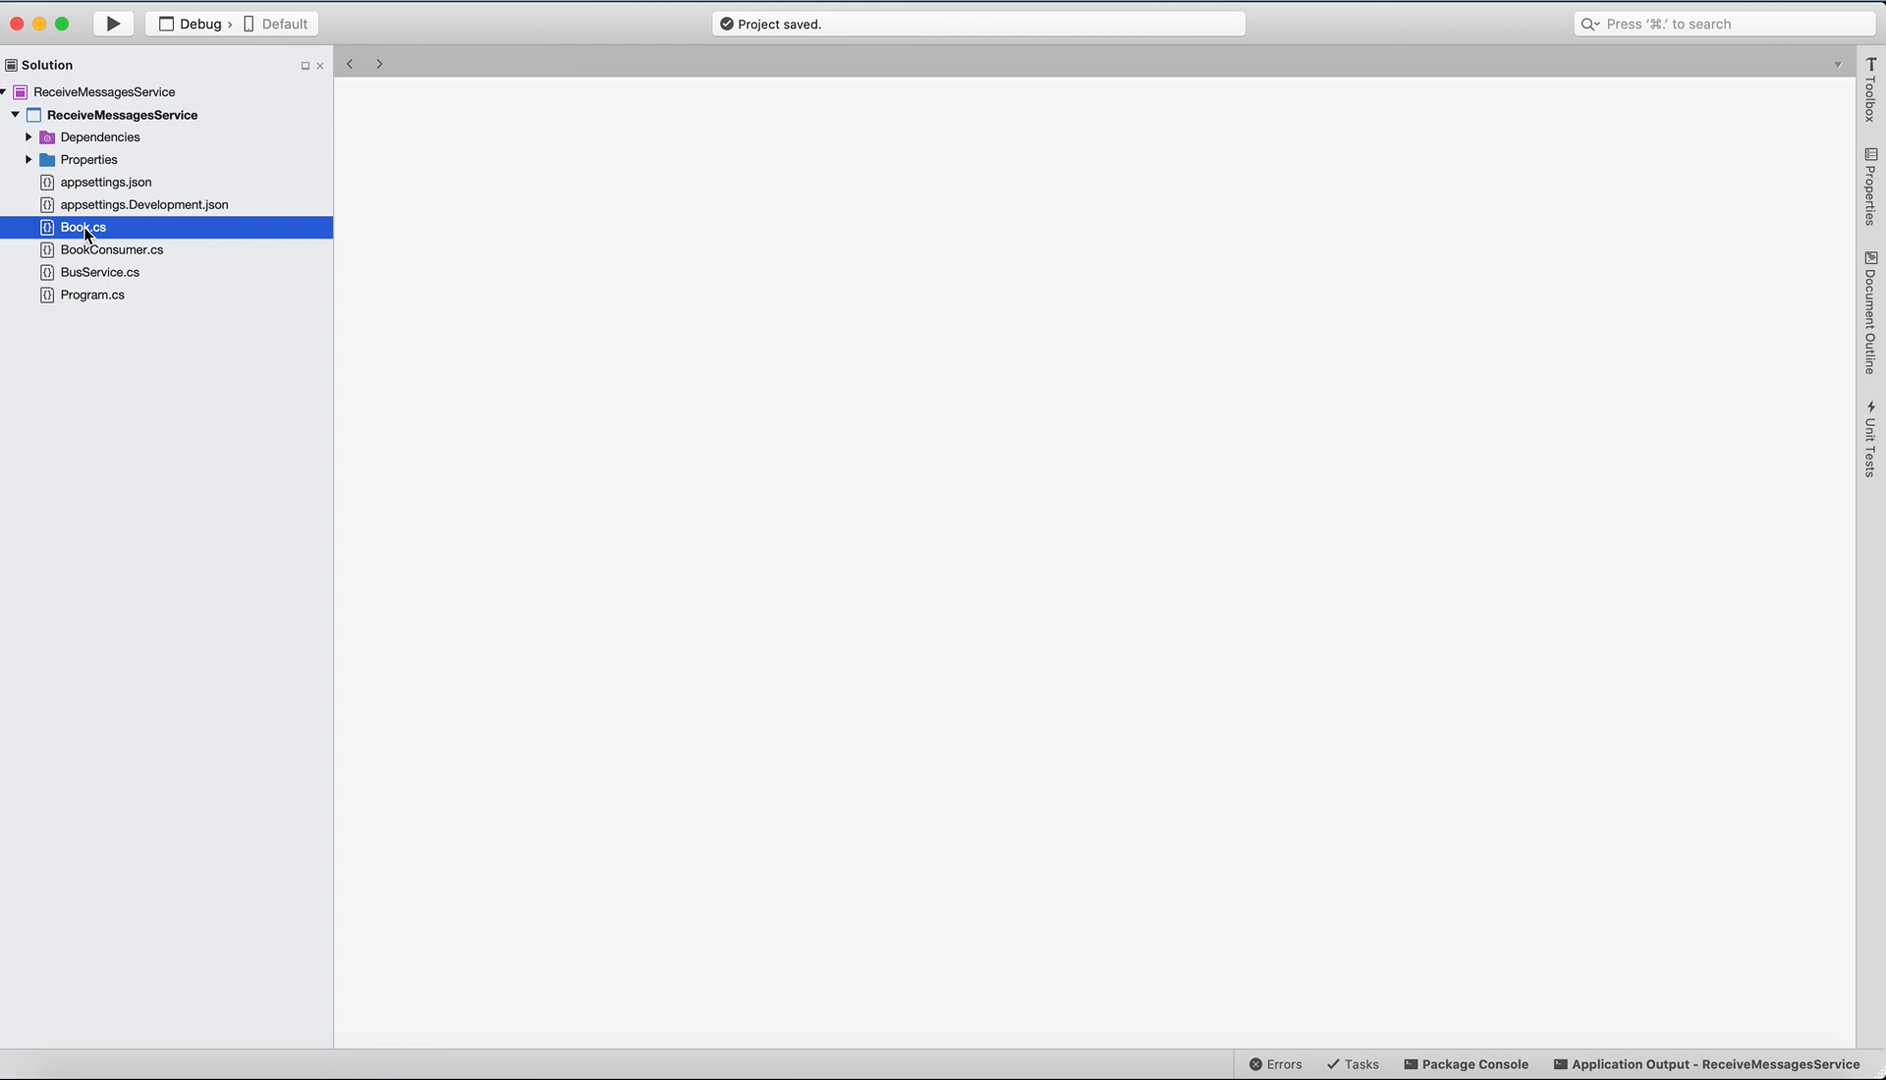 Debug › Default
Project saved.
Press '⌘.' to search
Solution
ReceiveMessagesService
ReceiveMessagesService
Dependencies
Properties
appsettings.json
appsettings.Development.json
Book.cs
BookConsumer.cs
BusService.cs
Program.cs
Toolbox
Properties
Document Outline
Unit Tests
Errors
Tasks
Package Console
Application Output - ReceiveMessagesService